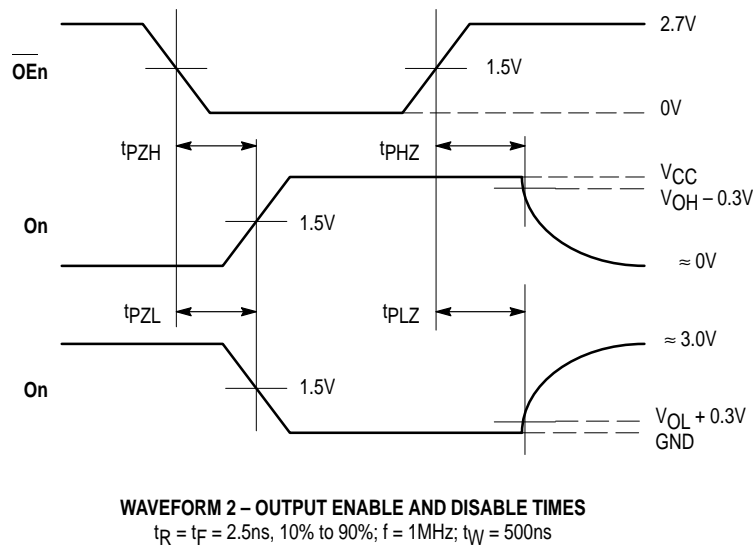 2.7V
OEn
1.5V
0V
tPZH
tPHZ
VCC
VOH – 0.3V
On
1.5V
≈ 0V
tPZL
tPLZ
≈ 3.0V
On
1.5V
VOL + 0.3V
GND
WAVEFORM 2 – OUTPUT ENABLE AND DISABLE TIMES
tR = tF = 2.5ns, 10% to 90%; f = 1MHz; tW = 500ns